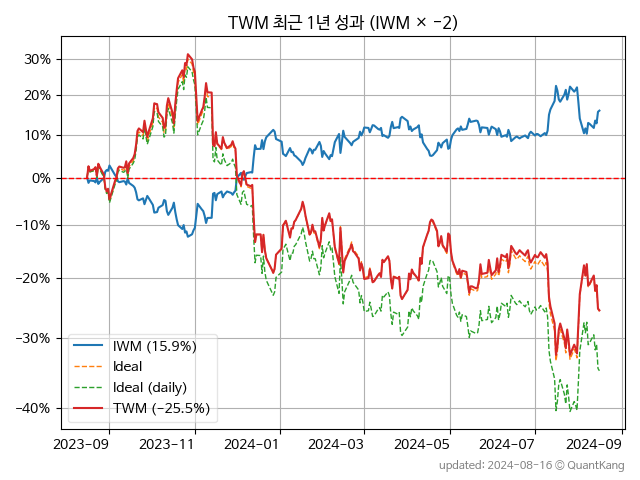 TWM 최근 1년 성과 (IWM × −2)
30%
20%
10%
0%
−10%
−20%
−30%
−40%
IWM (15.9%)
Ideal
Ideal (daily)
TWM (−25.5%)
2023-09
2023-11
2024-01
2024-03
2024-05
2024-07
2024-09
updated: 2024-08-16 ⓒ QuantKang